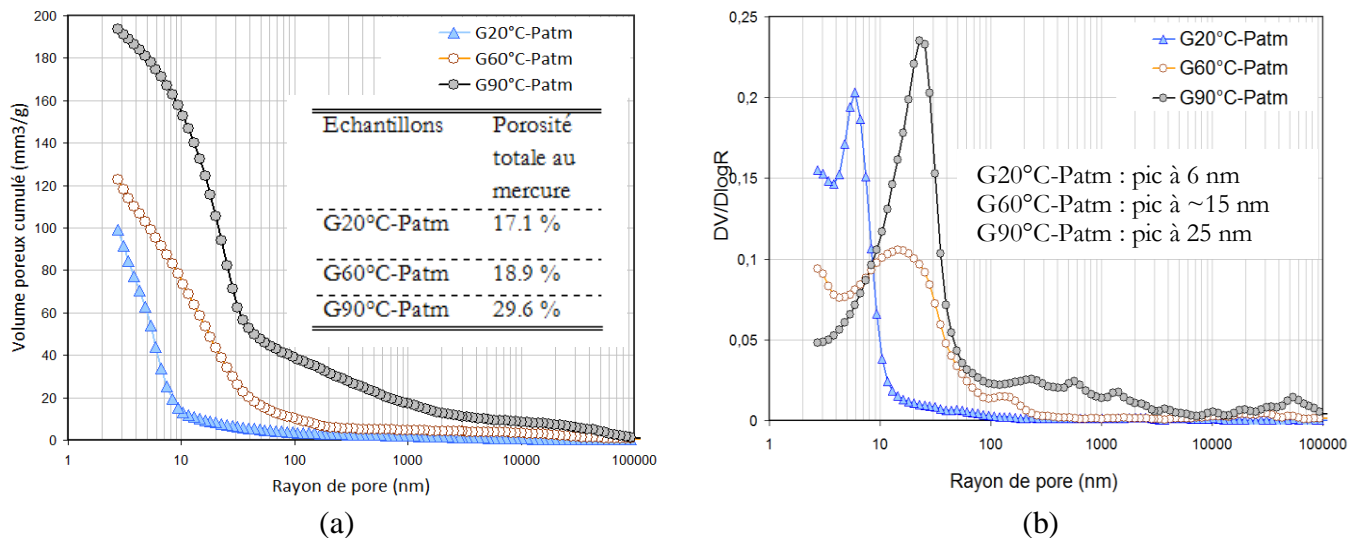 200
180
160
140
120
100
80
60
40
20
0
Volume poreux cumulé (mm3/g)
G20°C-Patm
G60°C-Patm
G90°C-Patm
Echantillons Porosité
totale au
mercure
G20°C-Patm 17.1 %
G60°C-Patm 18.9 %
G90°C-Patm 29.6 %
1 10 100 1000 10000 100000
Rayon de pore (nm)
(a)
0,25
0,2
0,15
0,1
0,05
0
DV/DlogR
G20°C-Patm
G60°C-Patm
G90°C-Patm
G20°C-Patm : pic à 6 nm
G60°C-Patm : pic à ~15 nm
G90°C-Patm : pic à 25 nm
1 10 100 1000 10000 100000
Rayon de pore (nm)
(b)